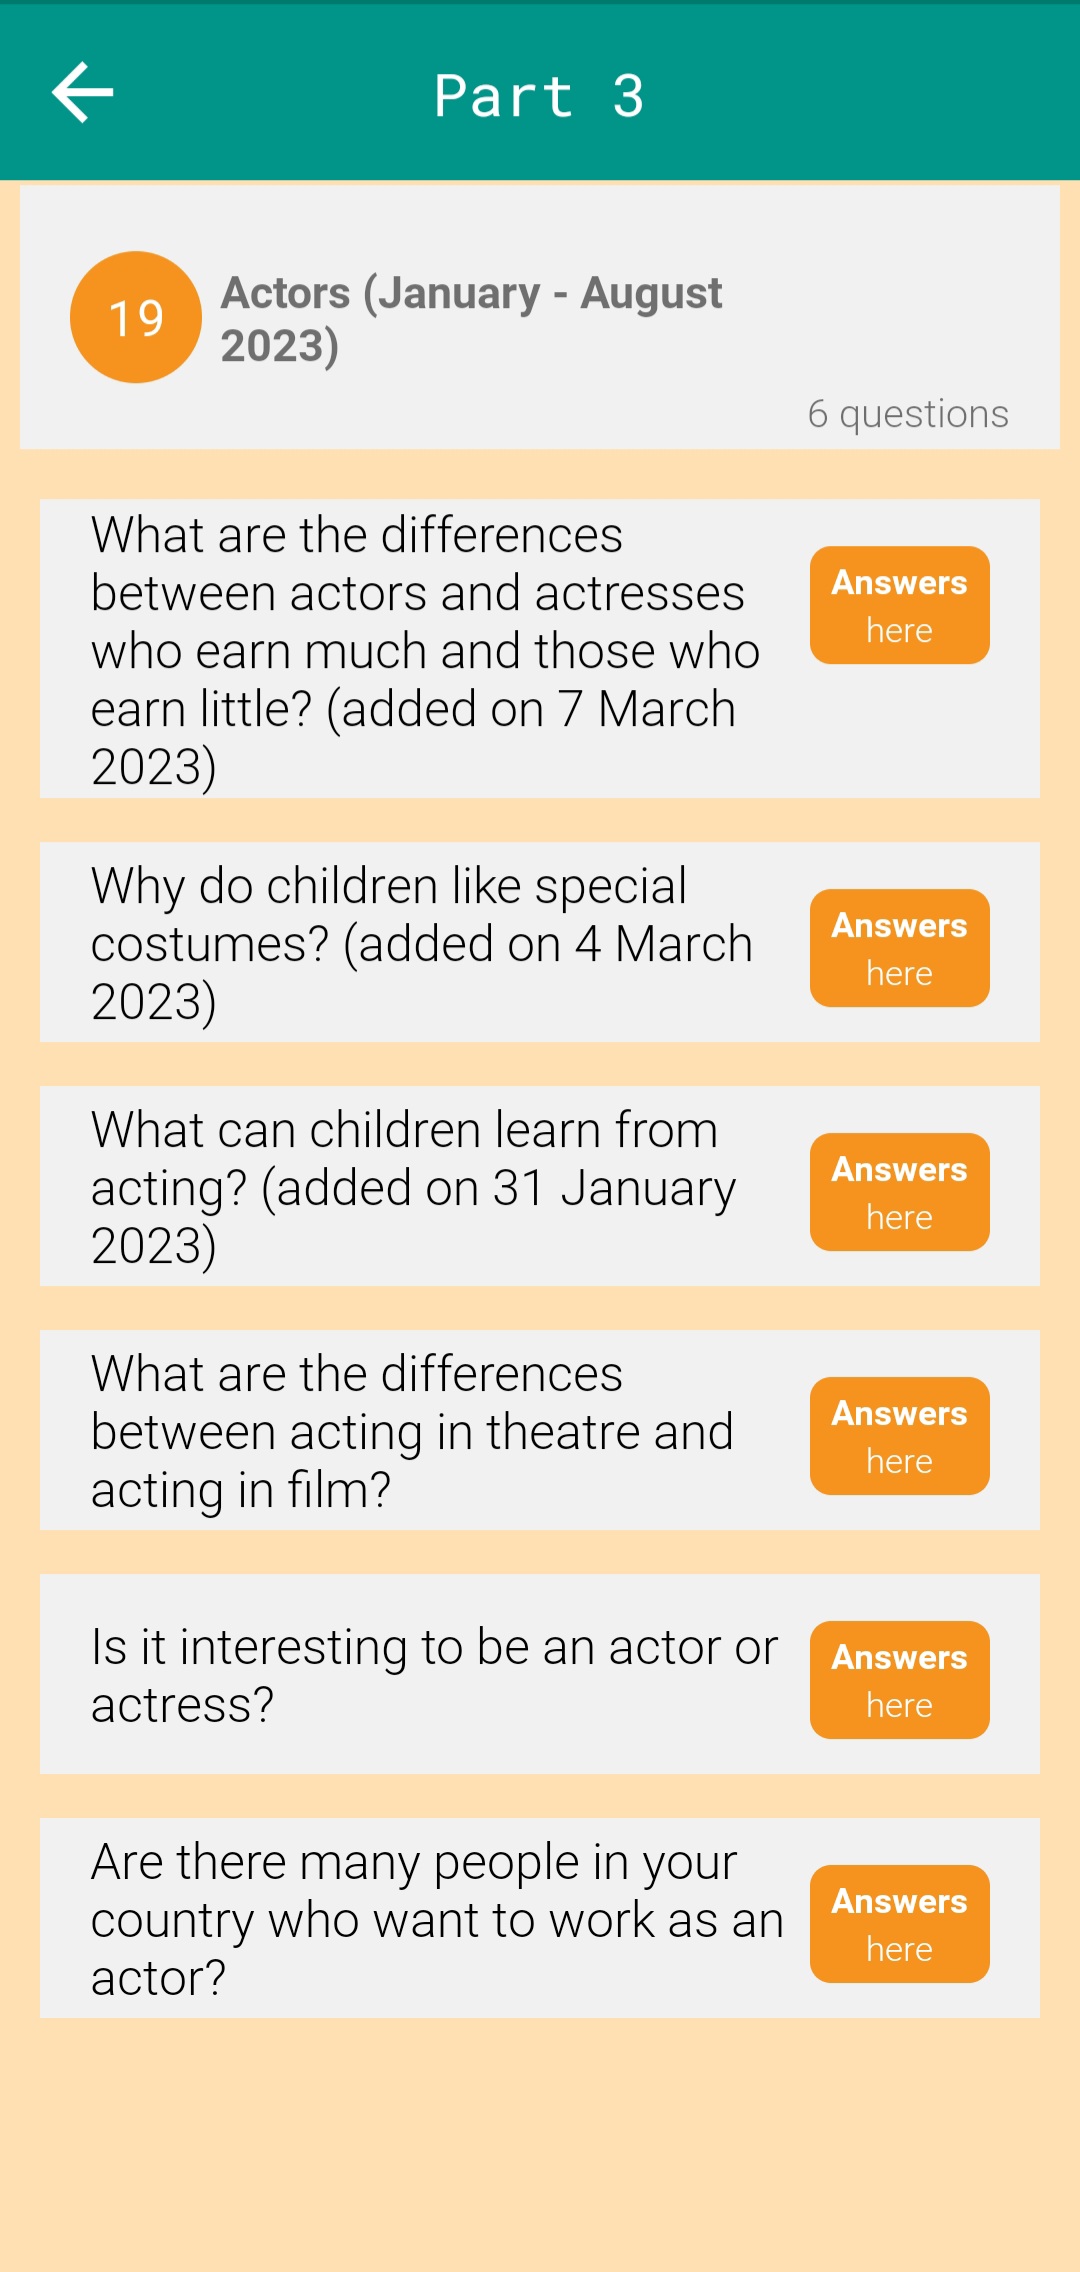 Part 3
19
Actors (January - August
2023)
6 questions
What are the differences
between actors and actresses
who earn much and those who
earn little? (added on 7 March
2023)
Answers
here
Why do children like special
costumes? (added on 4 March
2023)
Answers
here
What can children learn from
acting? (added on 31 January
2023)
Answers
here
What are the differences
between acting in theatre and
acting in film?
Answers
here
Is it interesting to be an actor or
actress?
Answers
here
Are there many people in your
country who want to work as an
actor?
Answers
here